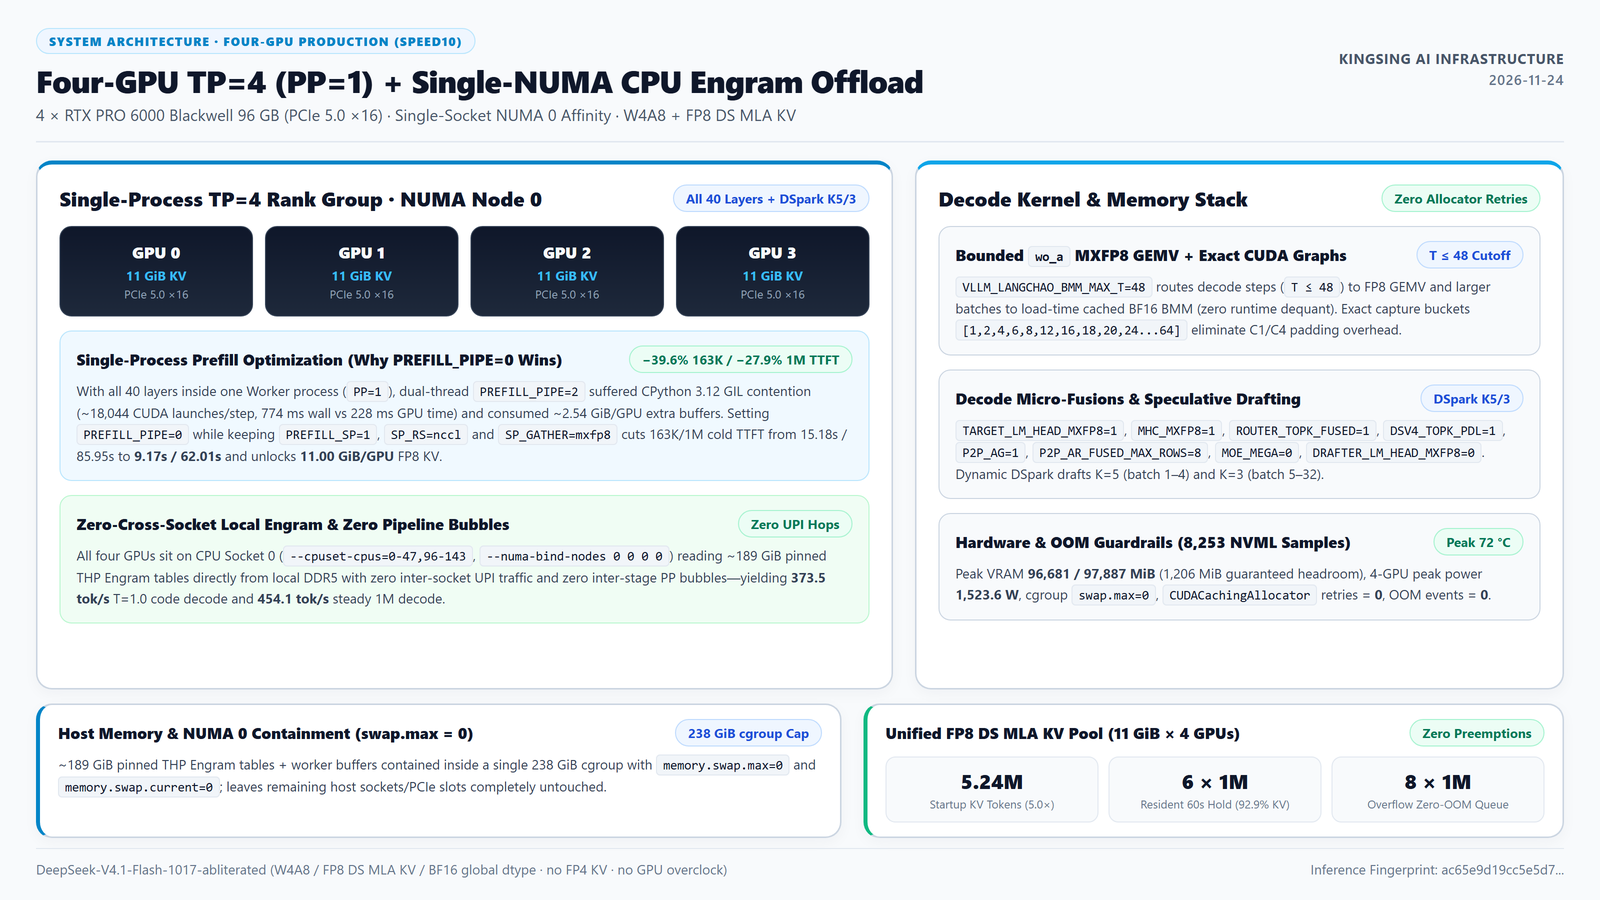 SYSTEM ARCHITECTURE · FOUR-GPU PRODUCTION (SPEED10)
Four-GPU TP=4 (PP=1) + Single-NUMA CPU Engram Offload
4 × RTX PRO 6000 Blackwell 96 GB (PCIe 5.0 ×16) · Single-Socket NUMA 0 Affinity · W4A8 + FP8 DS MLA KV
KINGSING AI INFRASTRUCTURE
2026-11-24
Single-Process TP=4 Rank Group · NUMA Node 0
All 40 Layers + DSpark K5/3
GPU 0
11 GiB KV
PCIe 5.0 ×16
GPU 1
11 GiB KV
PCIe 5.0 ×16
GPU 2
11 GiB KV
PCIe 5.0 ×16
GPU 3
11 GiB KV
PCIe 5.0 ×16
Single-Process Prefill Optimization (Why PREFILL_PIPE=0 Wins)
−39.6% 163K / −27.9% 1M TTFT
With all 40 layers inside one Worker process ( PP=1 ), dual-thread PREFILL_PIPE=2 suffered CPython 3.12 GIL contention
(~18,044 CUDA launches/step, 774 ms wall vs 228 ms GPU time) and consumed ~2.54 GiB/GPU extra buffers. Setting
PREFILL_PIPE=0 while keeping PREFILL_SP=1 , SP_RS=nccl and SP_GATHER=mxfp8 cuts 163K/1M cold TTFT from 15.18s /
85.95s to 9.17s / 62.01s and unlocks 11.00 GiB/GPU FP8 KV.
Zero-Cross-Socket Local Engram & Zero Pipeline Bubbles
Zero UPI Hops
All four GPUs sit on CPU Socket 0 ( --cpuset-cpus=0-47,96-143 , --numa-bind-nodes 0 0 0 0 ) reading ~189 GiB pinned
THP Engram tables directly from local DDR5 with zero inter-socket UPI traffic and zero inter-stage PP bubbles—yielding 373.5
tok/s T=1.0 code decode and 454.1 tok/s steady 1M decode.
Decode Kernel & Memory Stack
Zero Allocator Retries
Bounded wo_a MXFP8 GEMV + Exact CUDA Graphs
T ≤ 48 Cutoff
VLLM_LANGCHAO_BMM_MAX_T=48 routes decode steps ( T ≤ 48 ) to FP8 GEMV and larger
batches to load-time cached BF16 BMM (zero runtime dequant). Exact capture buckets
[1,2,4,6,8,12,16,18,20,24...64] eliminate C1/C4 padding overhead.
Decode Micro-Fusions & Speculative Drafting
DSpark K5/3
TARGET_LM_HEAD_MXFP8=1 , MHC_MXFP8=1 , ROUTER_TOPK_FUSED=1 , DSV4_TOPK_PDL=1 ,
P2P_AG=1 , P2P_AR_FUSED_MAX_ROWS=8 , MOE_MEGA=0 , DRAFTER_LM_HEAD_MXFP8=0 .
Dynamic DSpark drafts K=5 (batch 1–4) and K=3 (batch 5–32).
Hardware & OOM Guardrails (8,253 NVML Samples)
Peak 72 °C
Peak VRAM 96,681 / 97,887 MiB (1,206 MiB guaranteed headroom), 4-GPU peak power
1,523.6 W, cgroup swap.max=0 , CUDACachingAllocator retries = 0, OOM events = 0.
Host Memory & NUMA 0 Containment (swap.max = 0)
238 GiB cgroup Cap
~189 GiB pinned THP Engram tables + worker buffers contained inside a single 238 GiB cgroup with memory.swap.max=0 and
memory.swap.current=0 ; leaves remaining host sockets/PCIe slots completely untouched.
Unified FP8 DS MLA KV Pool (11 GiB × 4 GPUs)
Zero Preemptions
5.24M
Startup KV Tokens (5.0×)
6 × 1M
Resident 60s Hold (92.9% KV)
8 × 1M
Overflow Zero-OOM Queue
DeepSeek-V4.1-Flash-1017-abliterated (W4A8 / FP8 DS MLA KV / BF16 global dtype · no FP4 KV · no GPU overclock)
Inference Fingerprint: ac65e9d19cc5e5d7...